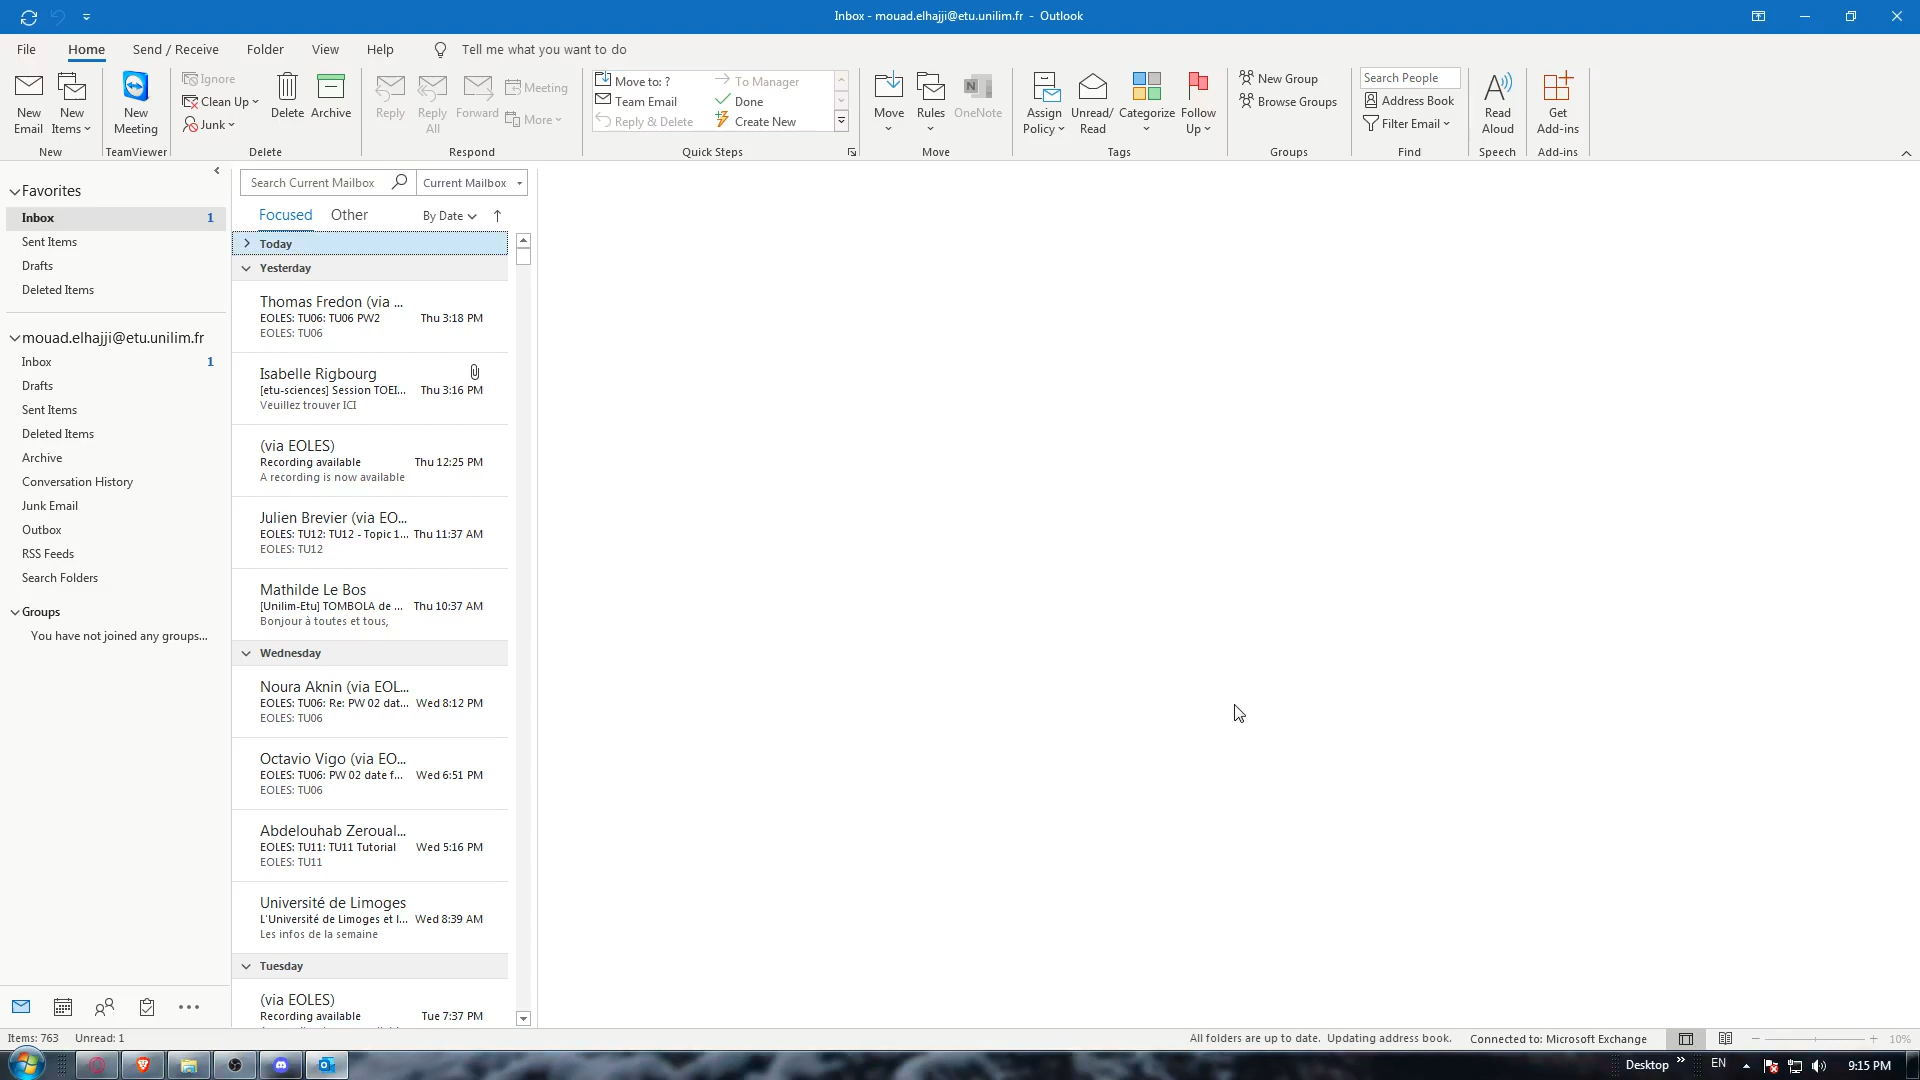 Inbox - mouad.elhajji@etu.unilim.fr - Outlook
File
Home
Send / Receive
Folder
View
Help
Tell me what you want to do
New Email
New Items
New
New Meeting
TeamViewer
Ignore
Clean Up
Junk
Delete
Archive
Delete
Reply
Reply All
Forward
Meeting
More
Respond
Move to: ?
Team Email
Reply & Delete
To Manager
Done
Create New
Quick Steps
Move
Rules
OneNote
Move
Assign Policy
Unread/ Read
Categorize
Follow Up
Tags
New Group
Browse Groups
Groups
Search People
Address Book
Filter Email
Find
Read Aloud
Speech
Get Add-ins
Add-ins
Favorites
Inbox 1
Sent Items
Drafts
Deleted Items
mouad.elhajji@etu.unilim.fr
Inbox 1
Drafts
Sent Items
Deleted Items
Archive
Conversation History
Junk Email
Outbox
RSS Feeds
Search Folders
Groups
You have not joined any groups...
Search Current Mailbox
Current Mailbox
Focused
Other
By Date
Today
Yesterday
Thomas Fredon (via ...
EOLES: TU06: TU06 PW2 Thu 3:18 PM
EOLES: TU06
Isabelle Rigbourg
[etu-sciences] Session TOEI... Thu 3:16 PM
Veuillez trouver ICI
(via EOLES)
Recording available Thu 12:25 PM
A recording is now available
Julien Brevier (via EO...
EOLES: TU12: TU12 - Topic 1... Thu 11:37 AM
EOLES: TU12
Mathilde Le Bos
[Unilim-Etu] TOMBOLA de ... Thu 10:37 AM
Bonjour à toutes et tous,
Wednesday
Noura Aknin (via EOL...
EOLES: TU06: Re: PW 02 dat... Wed 8:12 PM
EOLES: TU06
Octavio Vigo (via EO...
EOLES: TU06: PW 02 date f... Wed 6:51 PM
EOLES: TU06
Abdelouhab Zeroual...
EOLES: TU11: TU11 Tutorial Wed 5:16 PM
EOLES: TU11
Université de Limoges
L'Université de Limoges et l... Wed 8:39 AM
Les infos de la semaine
Tuesday
(via EOLES)
Recording available Tue 7:37 PM
Items: 763 Unread: 1
All folders are up to date. Updating address book. Connected to: Microsoft Exchange
10%
Desktop
EN
9:15 PM